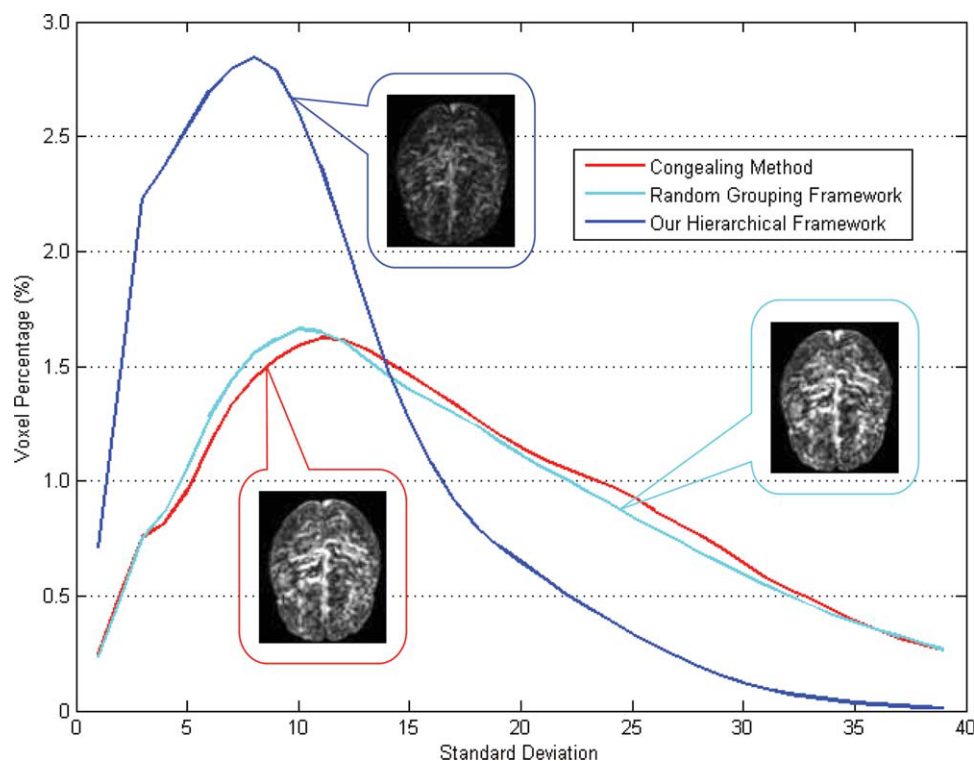 3.0
2.5
2.0
1.5
1.0
0.5
0
Voxel Percentage (%)
Congealing Method
Random Grouping Framework
Our Hierarchical Framework
0 5 10 15 20 25 30 35 40
Standard Deviation